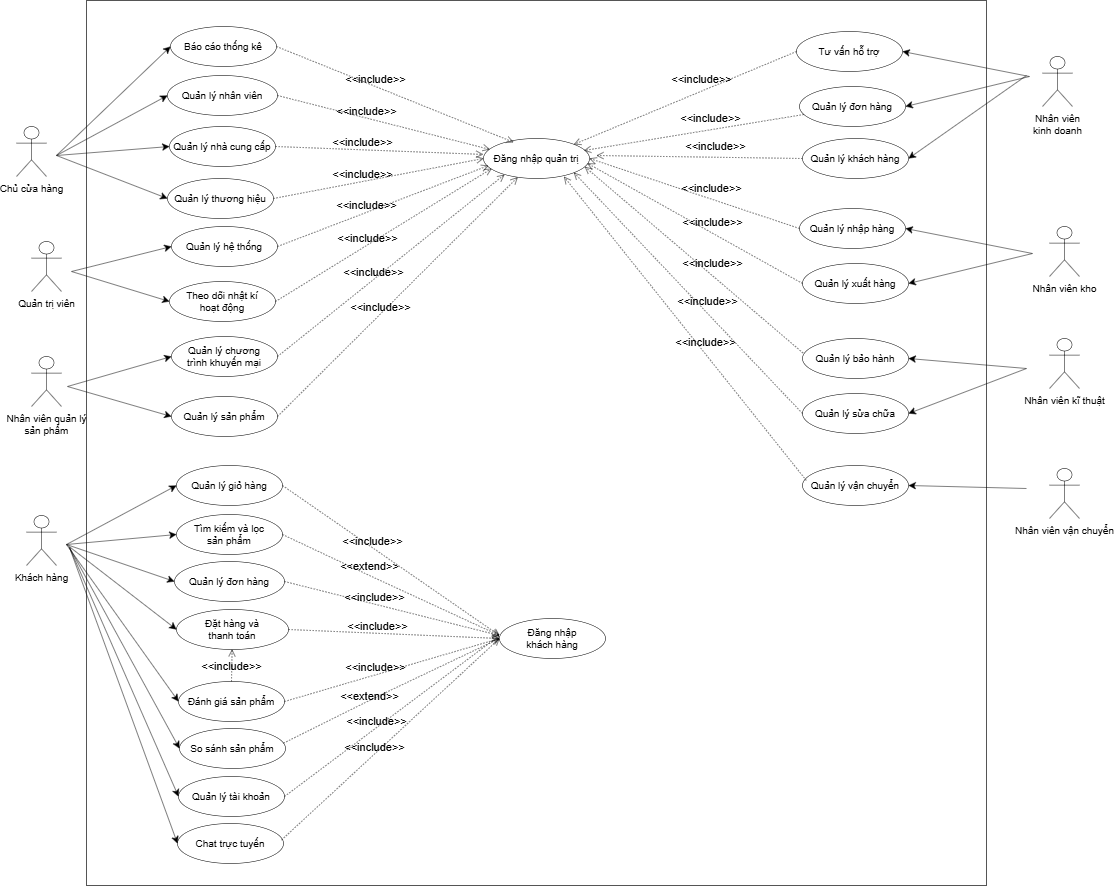 Báo cáo thống kê
<<include>>
Quản lý nhân viên
<<include>>
Quản lý nhà cung cấp
<<include>>
Chủ cửa hàng
Quản lý thương hiệu
<<include>>
Quản lý hệ thống
<<include>>
Quản trị viên
Theo dõi nhật kí
hoạt động
<<include>>
Quản lý chương
trình khuyến mại
<<include>>
Nhân viên quản lý
sản phẩm
Quản lý sản phẩm
<<include>>
Đăng nhập quản trị
Tư vấn hỗ trợ
<<include>>
Quản lý đơn hàng
<<include>>
Quản lý khách hàng
<<include>>
Nhân viên
kinh doanh
Quản lý nhập hàng
<<include>>
Quản lý xuất hàng
<<include>>
Nhân viên kho
Quản lý bảo hành
<<include>>
Quản lý sửa chữa
<<include>>
Nhân viên kĩ thuật
Quản lý vận chuyển
<<include>>
Nhân viên vận chuyển
Quản lý giỏ hàng
<<include>>
Tìm kiếm và lọc
sản phẩm
<<extend>>
Khách hàng
Quản lý đơn hàng
<<include>>
Đặt hàng và
thanh toán
<<include>>
Đăng nhập
khách hàng
<<include>>
<<include>>
Đánh giá sản phẩm
<<extend>>
So sánh sản phẩm
<<include>>
Quản lý tài khoản
<<include>>
Chat trực tuyến